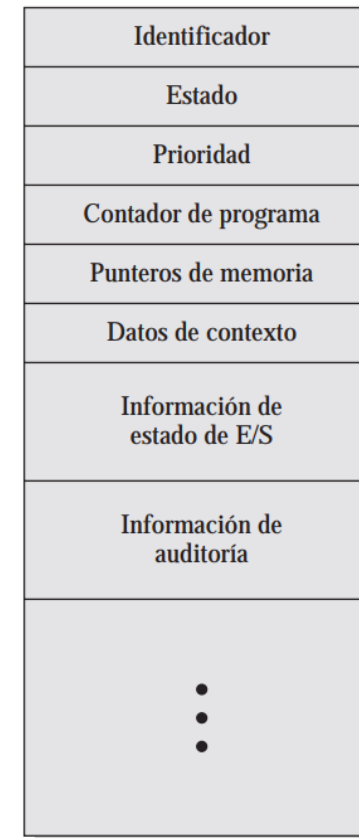 Identificador
Estado
Prioridad
Contador de programa
Punteros de memoria
Datos de contexto
Información de
estado de E/S
Información de
auditoría